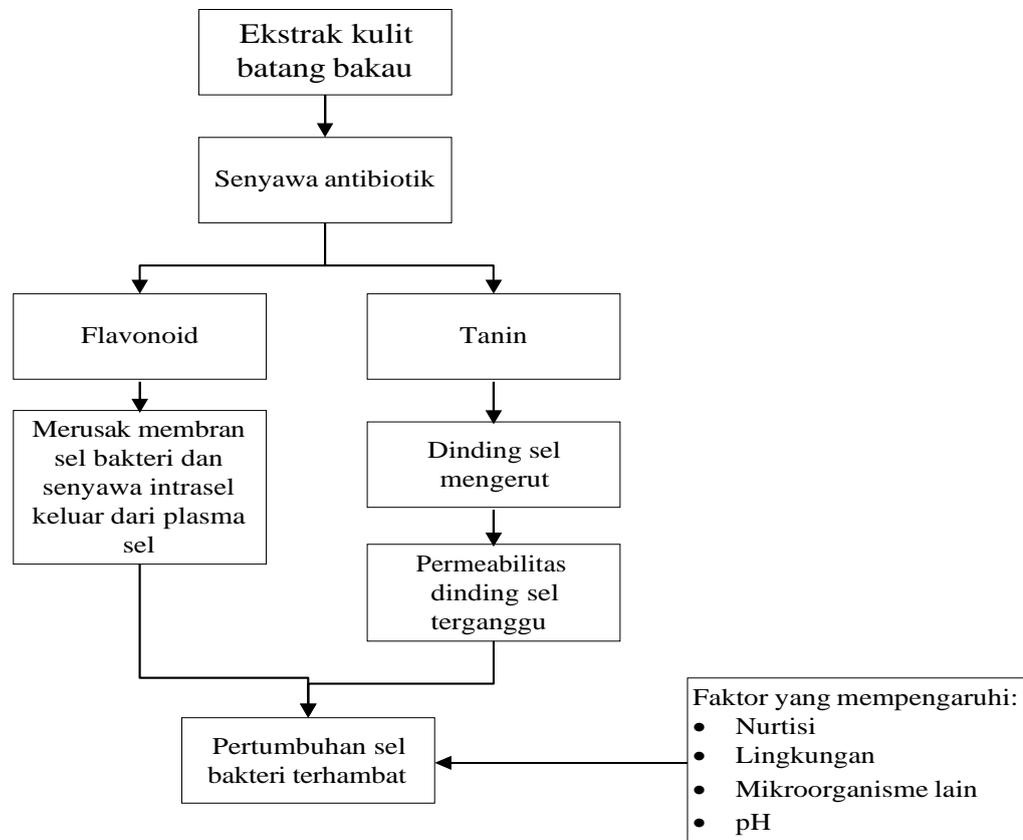 Ekstrak kulit
batang bakau
Senyawa antibiotik
Flavonoid
Tanin
Merusak membran
sel bakteri dan
senyawa intrasel
keluar dari plasma
sel
Dinding sel
mengerut
Permeabilitas
dinding sel
terganggu
Pertumbuhan sel
bakteri terhambat
Faktor yang mempengaruhi:
• Nurtisi
• Lingkungan
• Mikroorganisme lain
• pH